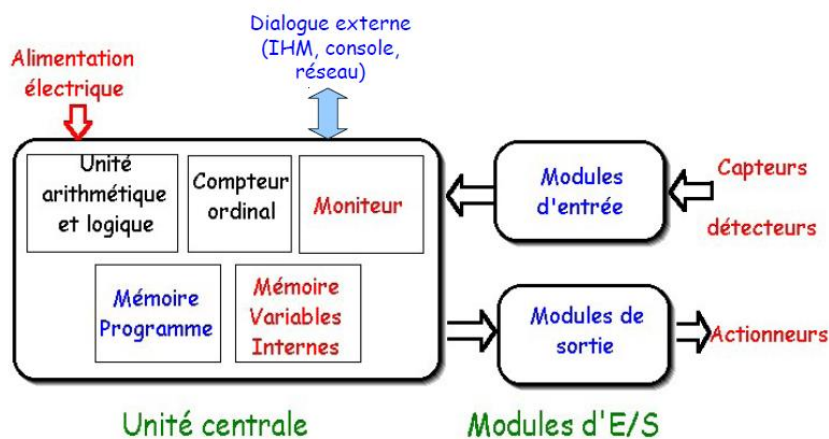 Dialogue externe
(IHM, console,
réseau)
Alimentation
électrique
Unité
arithmétique
et logique
Compteur
ordinal
Moniteur
Mémoire
Programme
Mémoire
Variables
Internes
Modules
d'entrée
Capteurs
détecteurs
Modules de
sortie
Actionneurs
Unité centrale
Modules d'E/S